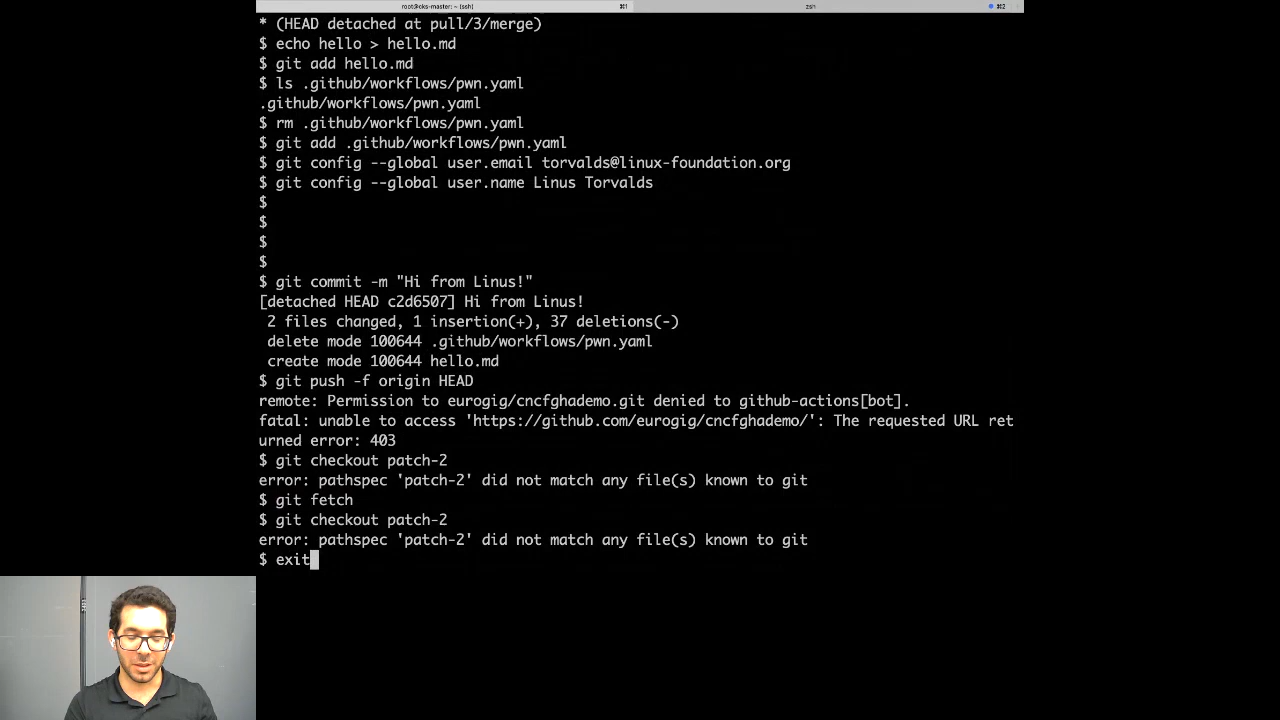 root@cks-master: ~ (ssh) ⌘1 zsh ⌘2
* (HEAD detached at pull/3/merge)
$ echo hello > hello.md
$ git add hello.md
$ ls .github/workflows/pwn.yaml
.github/workflows/pwn.yaml
$ rm .github/workflows/pwn.yaml
$ git add .github/workflows/pwn.yaml
$ git config --global user.email torvalds@linux-foundation.org
$ git config --global user.name Linus Torvalds
$
$
$
$
$ git commit -m "Hi from Linus!"
[detached HEAD c2d6507] Hi from Linus!
2 files changed, 1 insertion(+), 37 deletions(-)
delete mode 100644 .github/workflows/pwn.yaml
create mode 100644 hello.md
$ git push -f origin HEAD
remote: Permission to eurogig/cncfghademo.git denied to github-actions[bot].
fatal: unable to access 'https://github.com/eurogig/cncfghademo/': The requested URL ret
urned error: 403
$ git checkout patch-2
error: pathspec 'patch-2' did not match any file(s) known to git
$ git fetch
$ git checkout patch-2
error: pathspec 'patch-2' did not match any file(s) known to git
$ exit